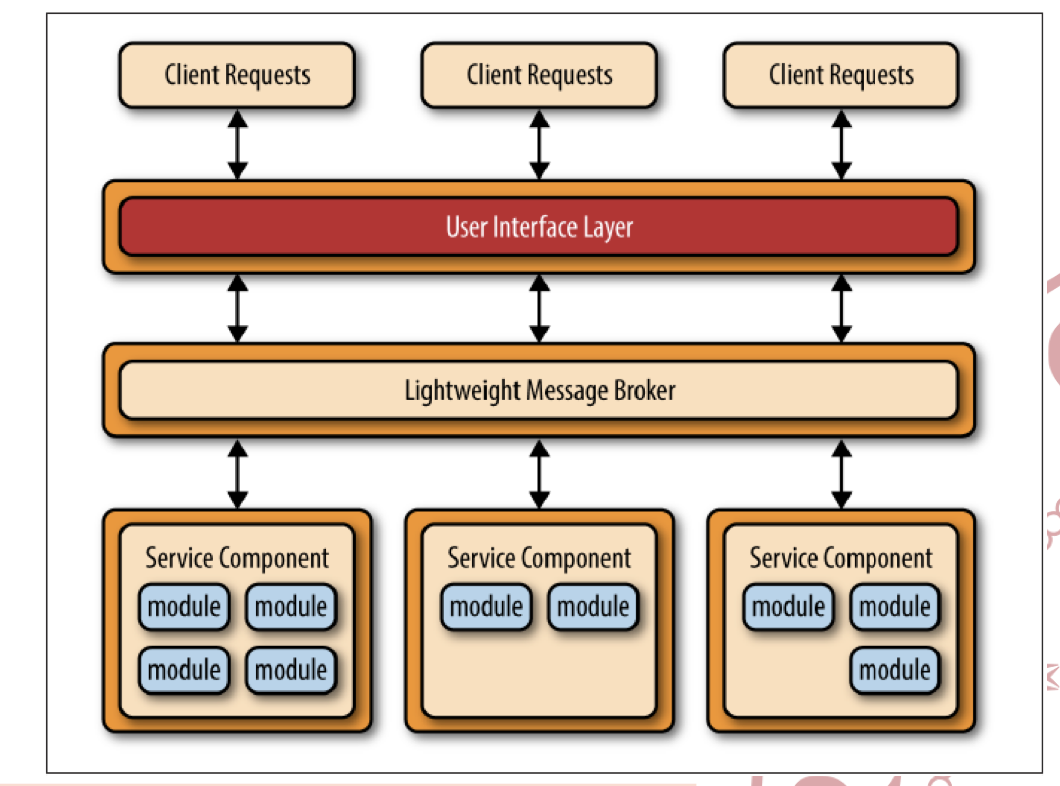 Client Requests Client Requests Client Requests
User Interface Layer
Lightweight Message Broker
Service Component Service Component Service Component
module module module module module module
module module module